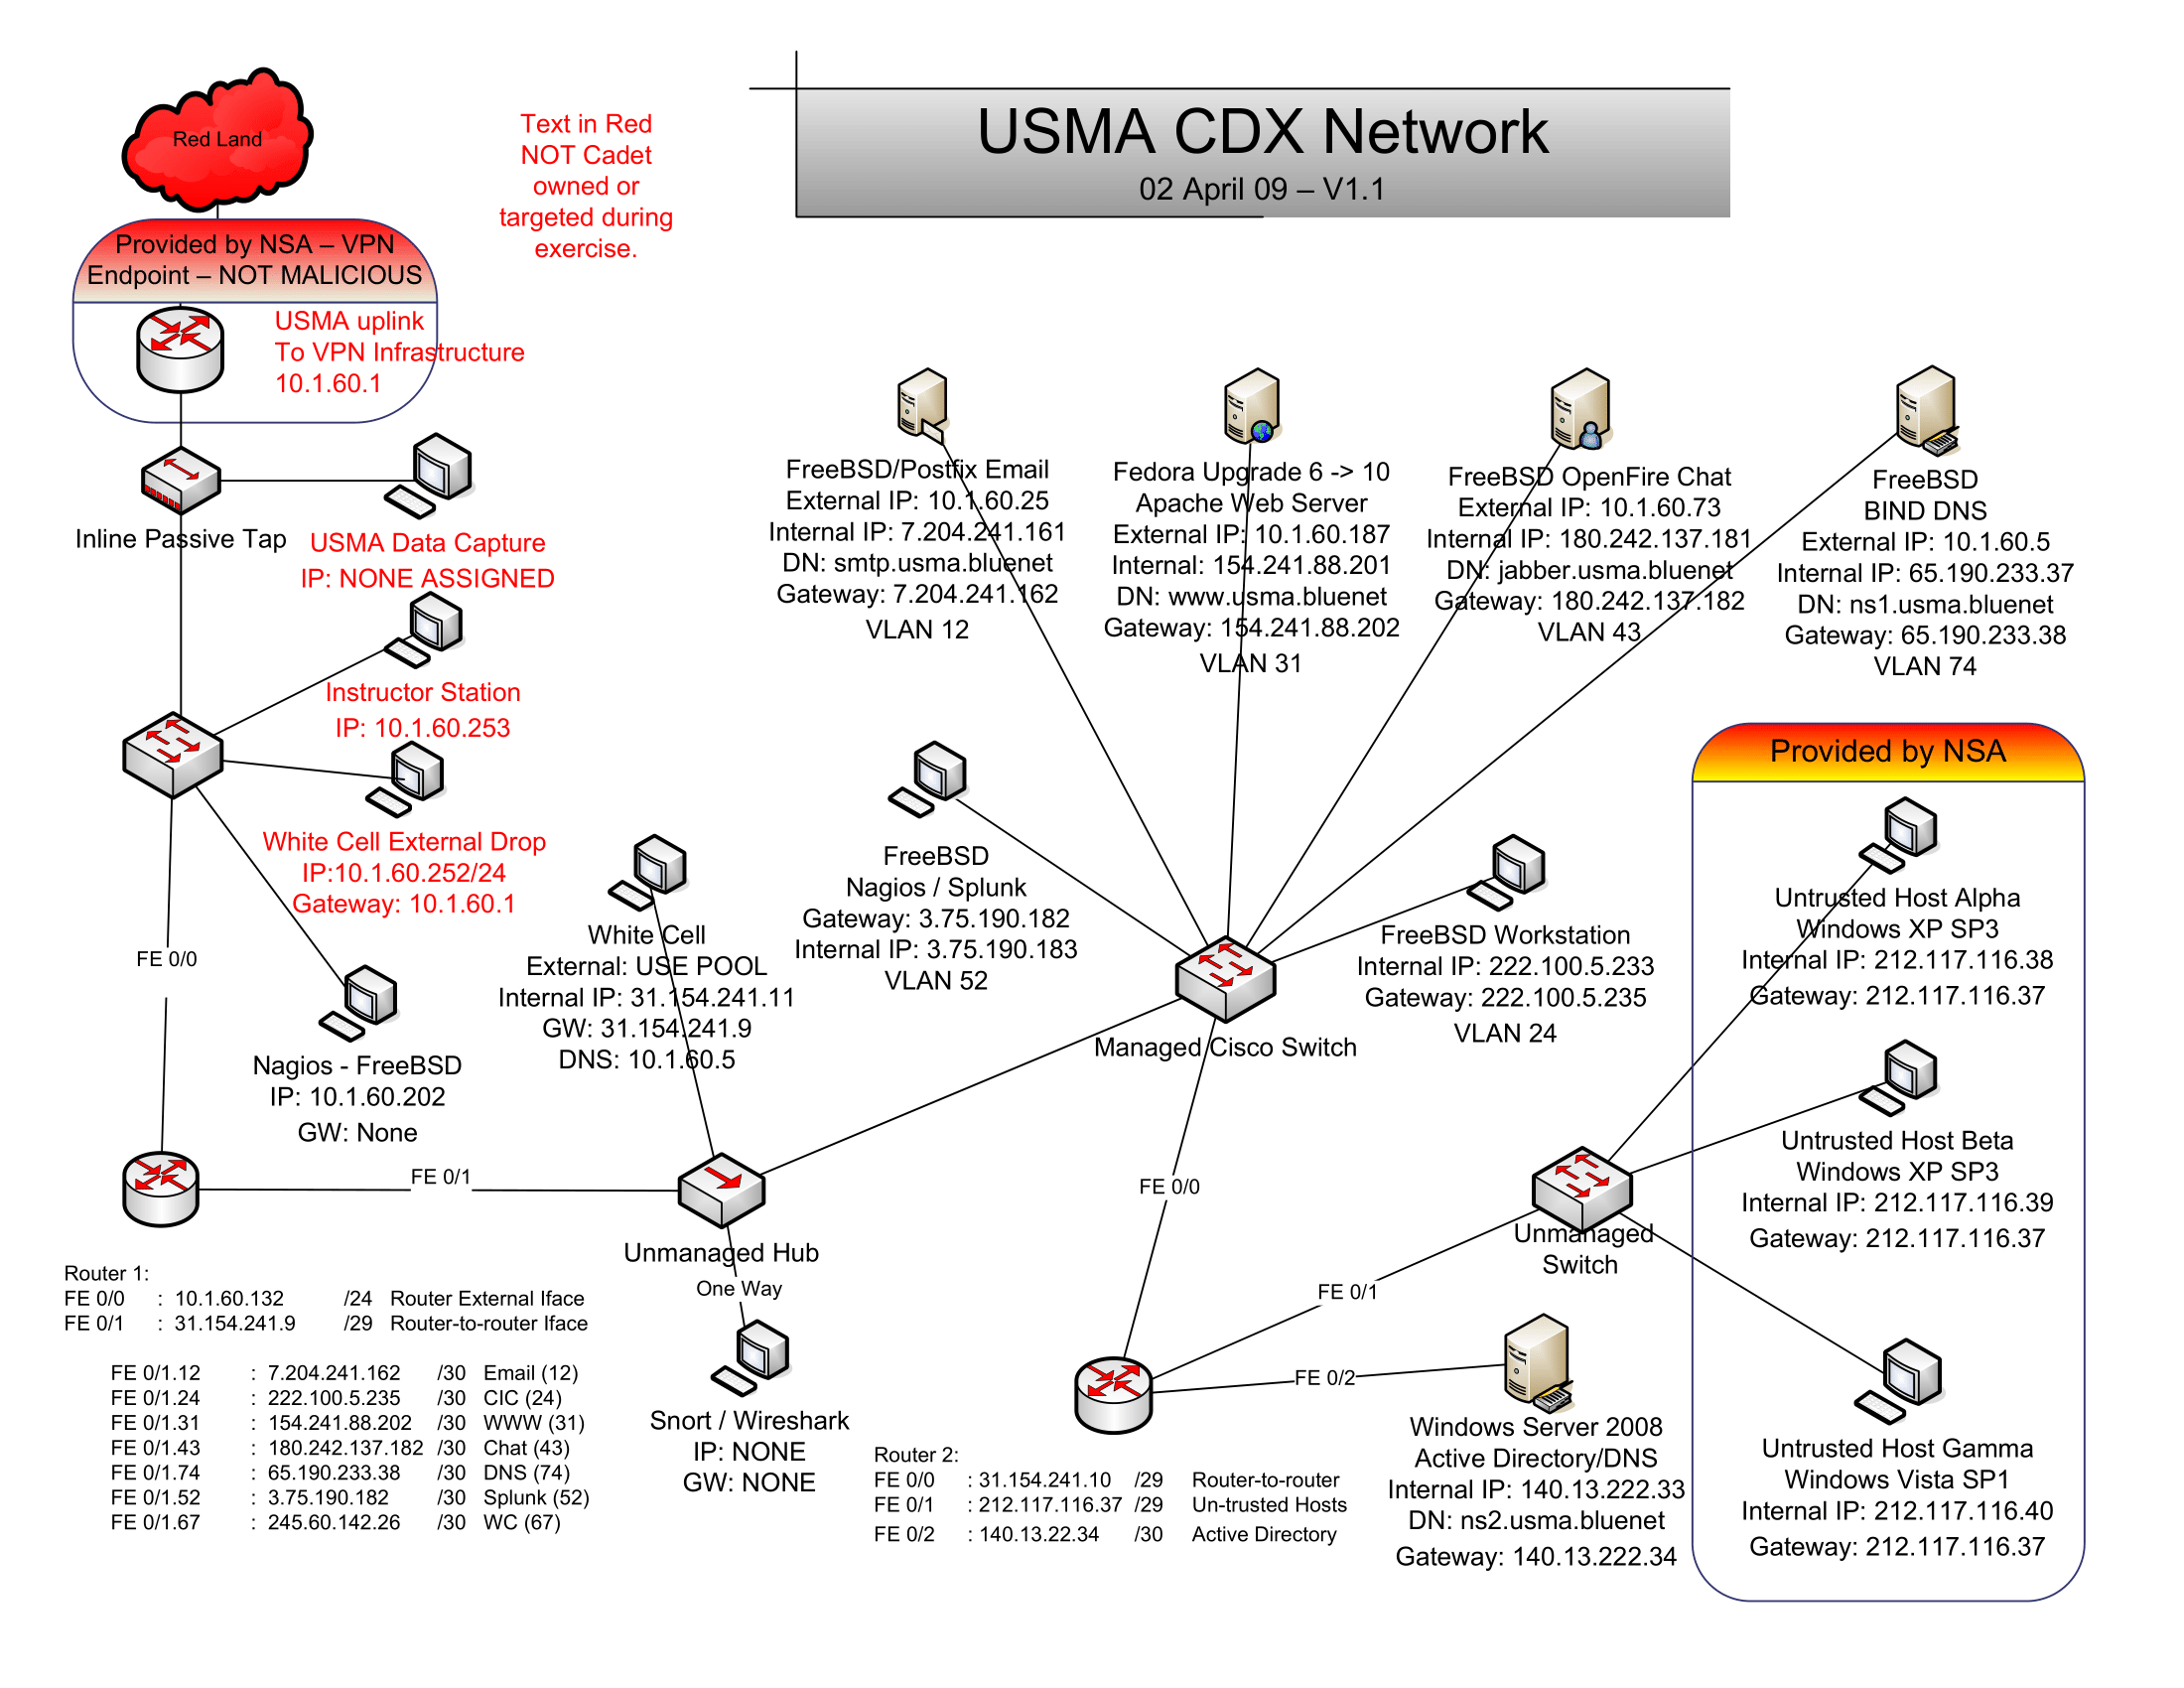 USMA CDX Network
02 April 09 – V1.1
Red Land
Text in Red
NOT Cadet
owned or
targeted during
exercise.
Provided by NSA – VPN
Endpoint – NOT MALICIOUS
USMA uplink
To VPN Infrastructure
10.1.60.1
Inline Passive Tap
USMA Data Capture
IP: NONE ASSIGNED
Instructor Station
IP: 10.1.60.253
White Cell External Drop
IP:10.1.60.252/24
Gateway: 10.1.60.1
FE 0/0
Nagios - FreeBSD
IP: 10.1.60.202
GW: None
FE 0/1
FreeBSD/Postfix Email
External IP: 10.1.60.25
Internal IP: 7.204.241.161
DN: smtp.usma.bluenet
Gateway: 7.204.241.162
VLAN 12
Fedora Upgrade 6 -> 10
Apache Web Server
External IP: 10.1.60.187
Internal: 154.241.88.201
DN: www.usma.bluenet
Gateway: 154.241.88.202
VLAN 31
FreeBSD OpenFire Chat
External IP: 10.1.60.73
Internal IP: 180.242.137.181
DN: jabber.usma.bluenet
Gateway: 180.242.137.182
VLAN 43
FreeBSD
BIND DNS
External IP: 10.1.60.5
Internal IP: 65.190.233.37
DN: ns1.usma.bluenet
Gateway: 65.190.233.38
VLAN 74
White Cell
External: USE POOL
Internal IP: 31.154.241.11
GW: 31.154.241.9
DNS: 10.1.60.5
FreeBSD
Nagios / Splunk
Gateway: 3.75.190.182
Internal IP: 3.75.190.183
VLAN 52
Managed Cisco Switch
FreeBSD Workstation
Internal IP: 222.100.5.233
Gateway: 222.100.5.235
VLAN 24
Provided by NSA
Untrusted Host Alpha
Windows XP SP3
Internal IP: 212.117.116.38
Gateway: 212.117.116.37
Untrusted Host Beta
Windows XP SP3
Internal IP: 212.117.116.39
Gateway: 212.117.116.37
Untrusted Host Gamma
Windows Vista SP1
Internal IP: 212.117.116.40
Gateway: 212.117.116.37
Unmanaged
Switch
FE 0/0
FE 0/1
FE 0/2
Unmanaged Hub
One Way
Snort / Wireshark
IP: NONE
GW: NONE
Windows Server 2008
Active Directory/DNS
Internal IP: 140.13.222.33
DN: ns2.usma.bluenet
Gateway: 140.13.222.34
Router 1:
FE 0/0 : 10.1.60.132 /24 Router External Iface
FE 0/1 : 31.154.241.9 /29 Router-to-router Iface
FE 0/1.12 : 7.204.241.162 /30 Email (12)
FE 0/1.24 : 222.100.5.235 /30 CIC (24)
FE 0/1.31 : 154.241.88.202 /30 WWW (31)
FE 0/1.43 : 180.242.137.182 /30 Chat (43)
FE 0/1.74 : 65.190.233.38 /30 DNS (74)
FE 0/1.52 : 3.75.190.182 /30 Splunk (52)
FE 0/1.67 : 245.60.142.26 /30 WC (67)
Router 2:
FE 0/0 : 31.154.241.10 /29 Router-to-router
FE 0/1 : 212.117.116.37 /29 Un-trusted Hosts
FE 0/2 : 140.13.22.34 /30 Active Directory